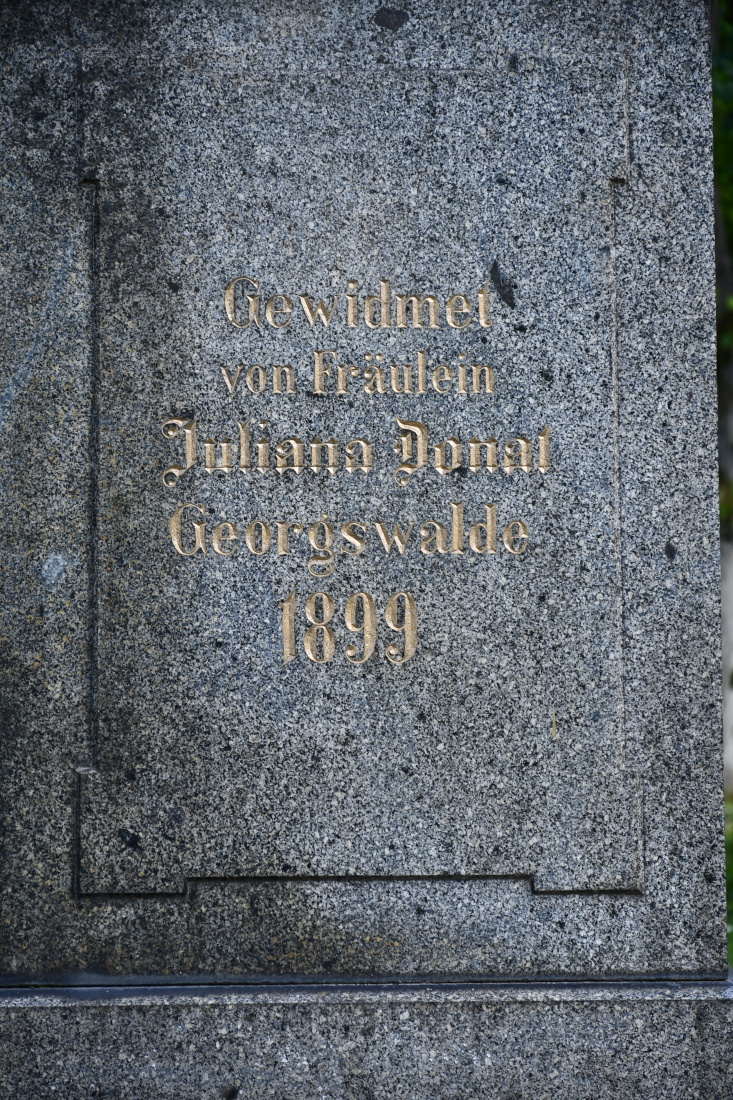 Gewidmet
von Fräulein
Juliana Donat
Georgswalde
1899